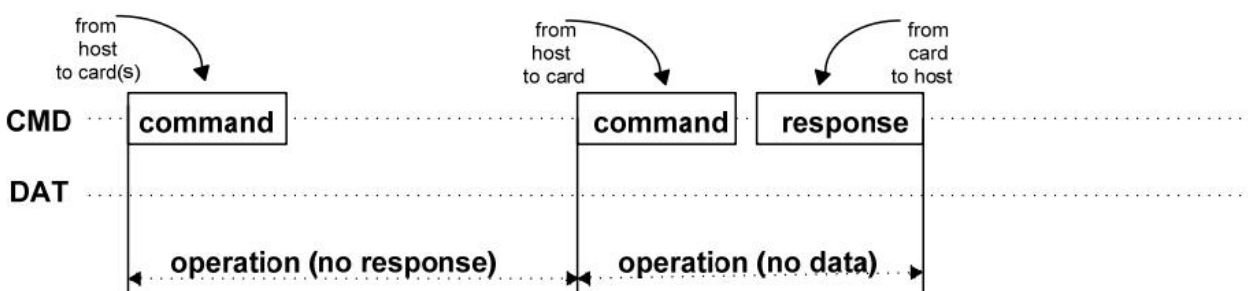 from
host
to card(s)
from
host
to card
from
card
to host
CMD command command response
DAT
operation (no response) operation (no data)